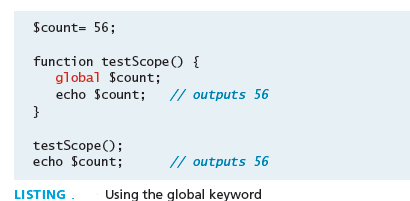 $count= 56;
function testScope() {
global $count;
echo $count; // outputs 56
}
testScope();
echo $count; // outputs 56
LISTING . Using the global keyword